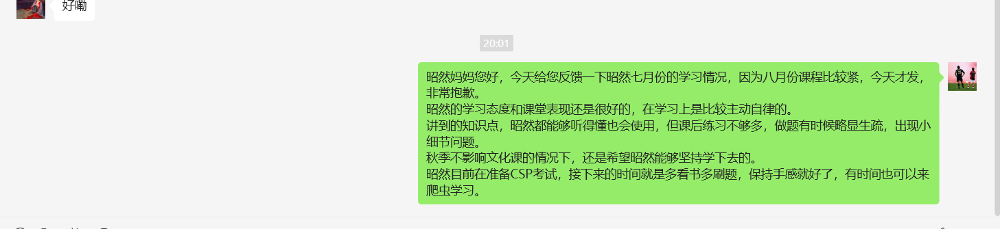 好嘞
20:01
昭然妈妈您好，今天给您反馈一下昭然七月份的学习情况，因为八月份课程比较紧，今天才发，
非常抱歉。
昭然的学习态度和课堂表现还是很好的，在学习上是比较主动自律的。
讲到的知识点，昭然都能够听得懂也会使用，但课后练习不够多，做题有时候略显生疏，出现小
细节问题。
秋季不影响文化课的情况下，还是希望昭然能够坚持学下去的。
昭然目前在准备CSP考试，接下来的时间就是多看书多刷题，保持手感就好了，有时间也可以来
爬虫学习。